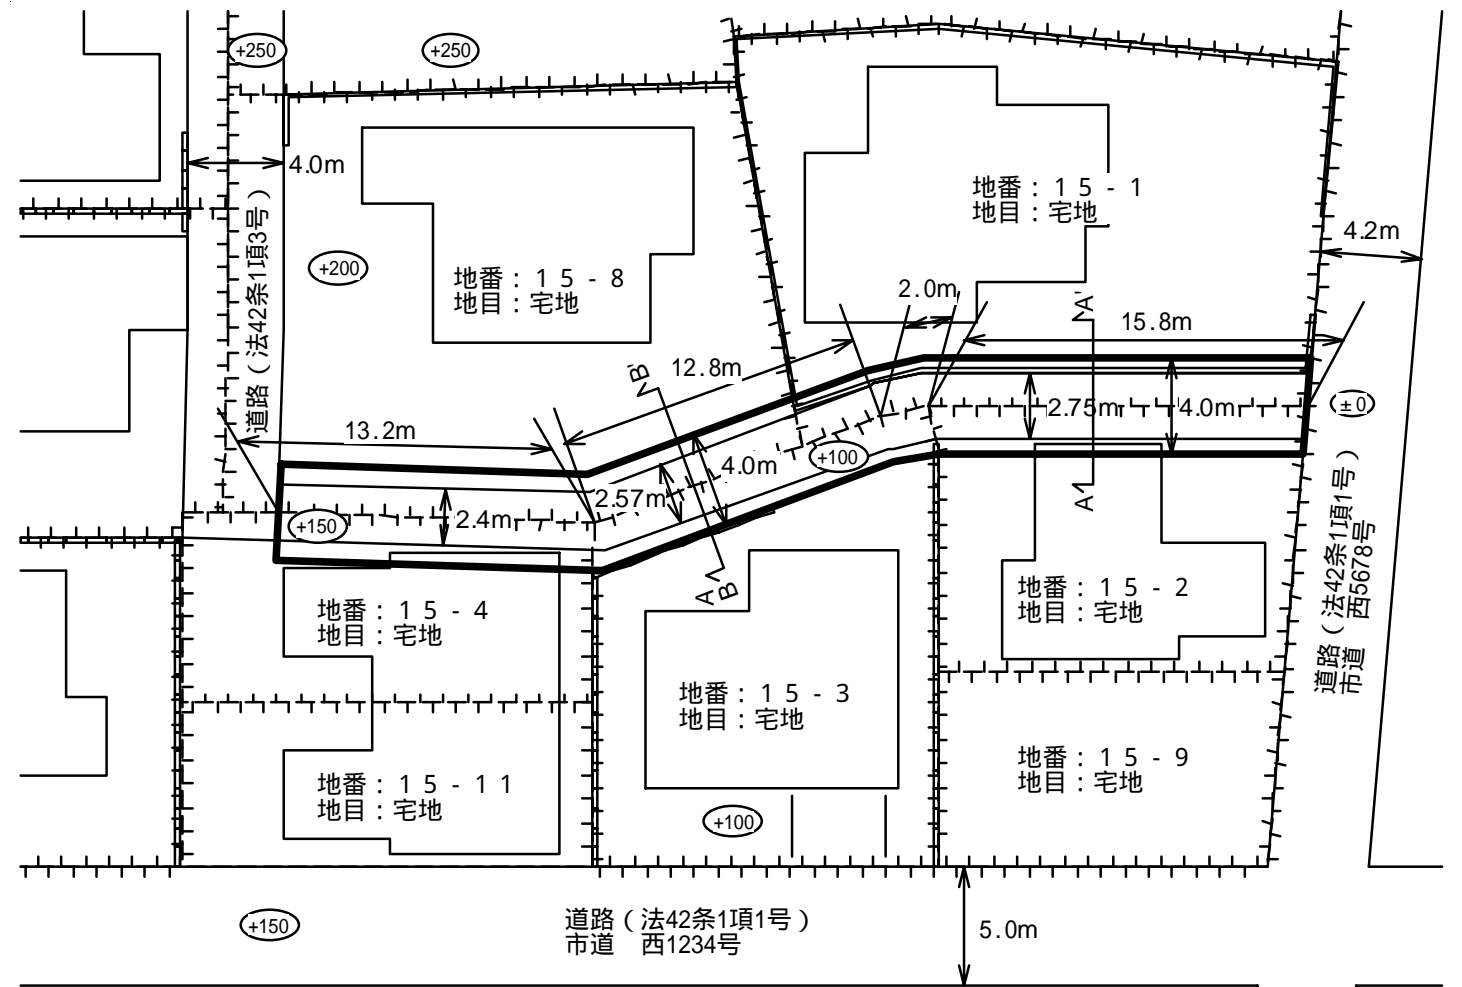 +250
+250
4.0m
道路（法42条1項3号）
+200
地番：１５-８
地目：宅地
地番：１５-１
地目：宅地
4.2m
2.0m
A'
15.8m
12.8m
B'
13.2m
2.75m
4.0m
±0
+100
4.0m
2.57m
2.4m
+150
A
A
B
道路（法42条1項1号）
市道　西5678号
地番：１５-４
地目：宅地
地番：１５-２
地目：宅地
地番：１５-３
地目：宅地
地番：１５-９
地目：宅地
地番：１５-１１
地目：宅地
+100
+150
道路（法42条1項1号）
市道　西1234号
5.0m